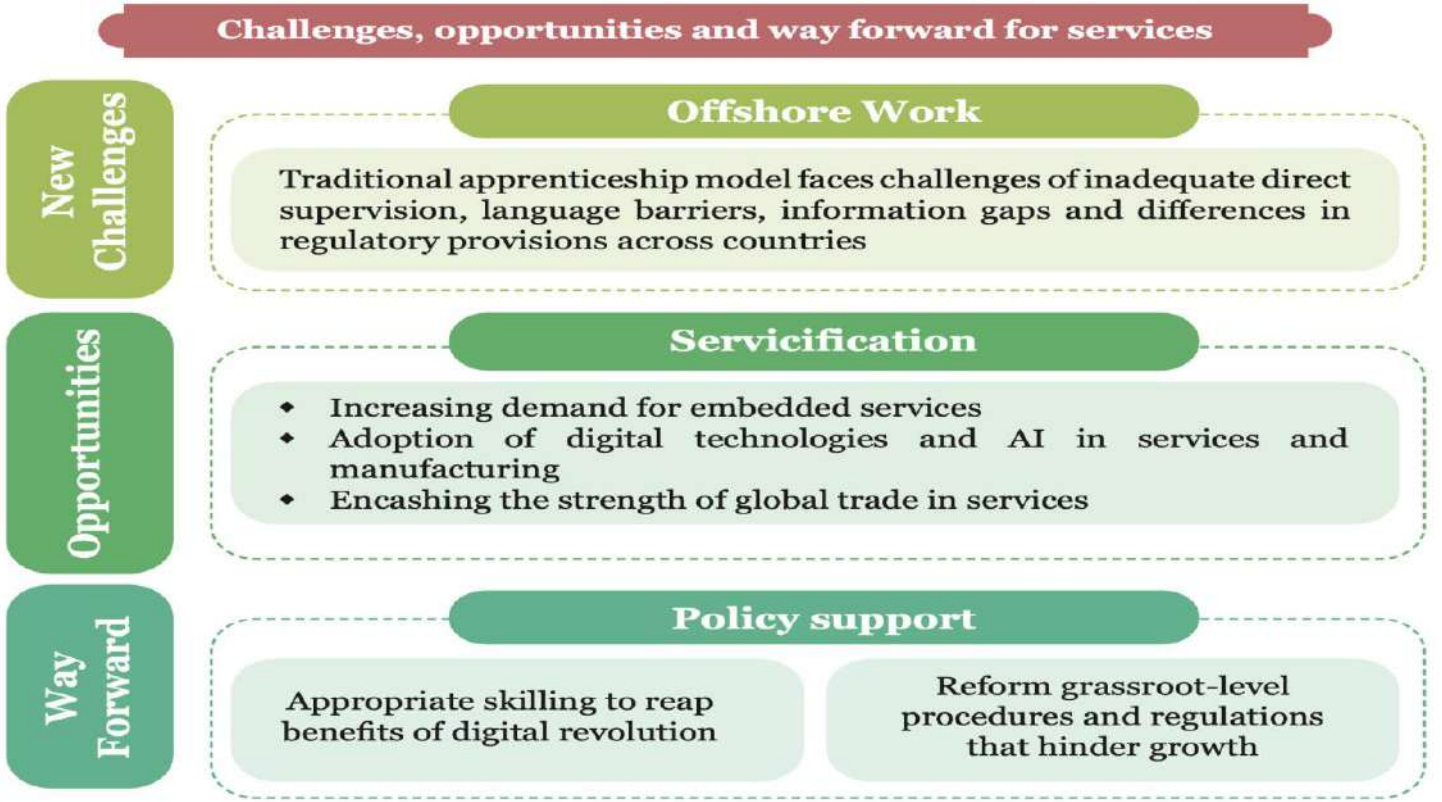 Challenges, opportunities and way forward for services
New
Challenges
Offshore Work
Traditional apprenticeship model faces challenges of inadequate direct
supervision, language barriers, information gaps and differences in
regulatory provisions across countries
Opportunities
Servicification
◆ Increasing demand for embedded services
◆ Adoption of digital technologies and AI in services and
manufacturing
◆ Encashing the strength of global trade in services
Way
Forward
Policy support
Appropriate skilling to reap
benefits of digital revolution
Reform grassroot-level
procedures and regulations
that hinder growth